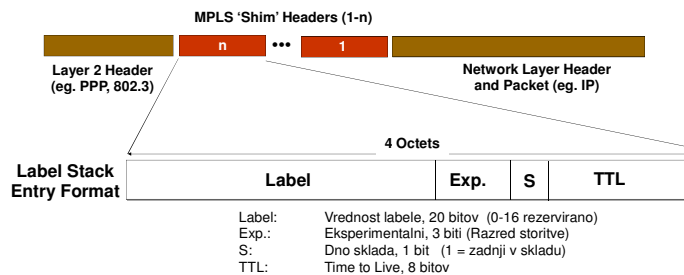 MPLS ‘Shim’ Headers (1-n)
n ••• 1
Layer 2 Header
(eg. PPP, 802.3)
Network Layer Header
and Packet (eg. IP)
4 Octets
Label Stack
Entry Format
Label Exp. S TTL
Label: Vrednost labele, 20 bitov (0-16 rezervirano)
Exp.: Eksperimentalni, 3 biti (Razred storitve)
S: Dno sklada, 1 bit (1 = zadnji v skladu)
TTL: Time to Live, 8 bitov